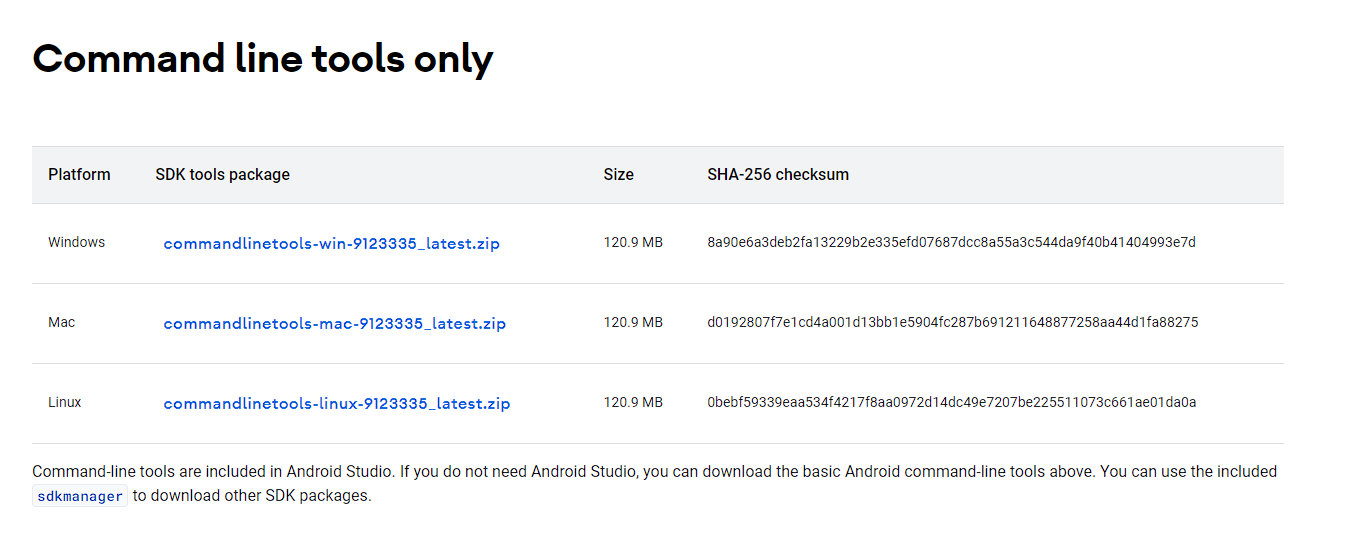 Command line tools only
Platform SDK tools package Size SHA-256 checksum
Windows commandlinetools-win-9123335_latest.zip 120.9 MB 8a90e6a3deb2fa13229b2e335efd07687dcc8a55a3c544da9f40b41404993e7d
Mac commandlinetools-mac-9123335_latest.zip 120.9 MB d0192807f7e1cd4a001d13bb1e5904fc287b691211648877258aa44d1fa88275
Linux commandlinetools-linux-9123335_latest.zip 120.9 MB 0bebf59339eaa534f4217f8aa0972d14dc49e7207be225511073c661ae01da0a
Command-line tools are included in Android Studio. If you do not need Android Studio, you can download the basic Android command-line tools above. You can use the included
sdkmanager to download other SDK packages.